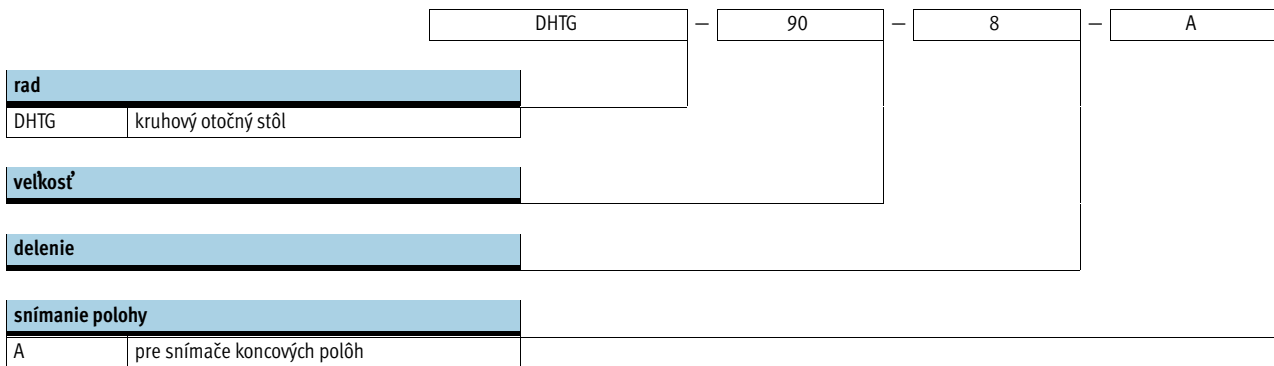 DHTG – 90 – 8 – A
rad
DHTG kruhový otočný stôl
veľkosť
delenie
snímanie polohy
A pre snímače koncových polôh